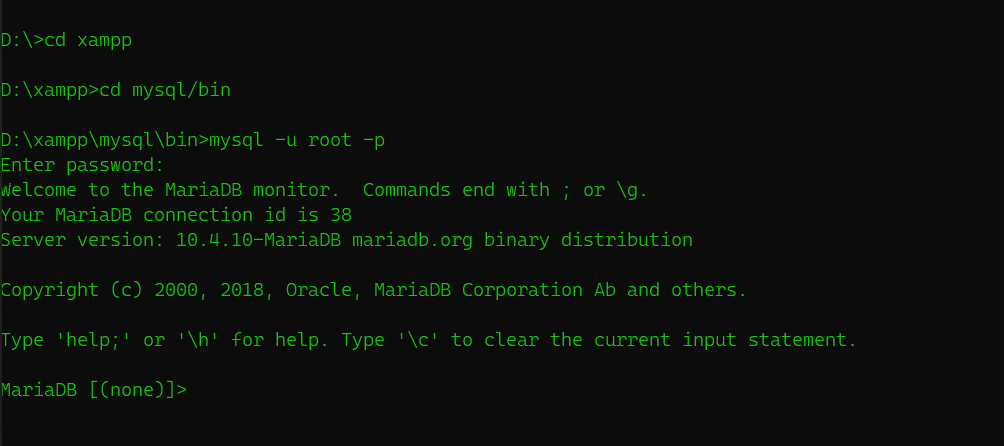 D:\>cd xampp
D:\xampp>cd mysql/bin
D:\xampp\mysql\bin>mysql -u root -p
Enter password:
Welcome to the MariaDB monitor.  Commands end with ; or \g.
Your MariaDB connection id is 38
Server version: 10.4.10-MariaDB mariadb.org binary distribution
Copyright (c) 2000, 2018, Oracle, MariaDB Corporation Ab and others.
Type 'help;' or '\h' for help. Type '\c' to clear the current input statement.
MariaDB [(none)]>